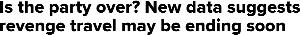 Is the party over? New data suggests
revenge travel may be ending soon